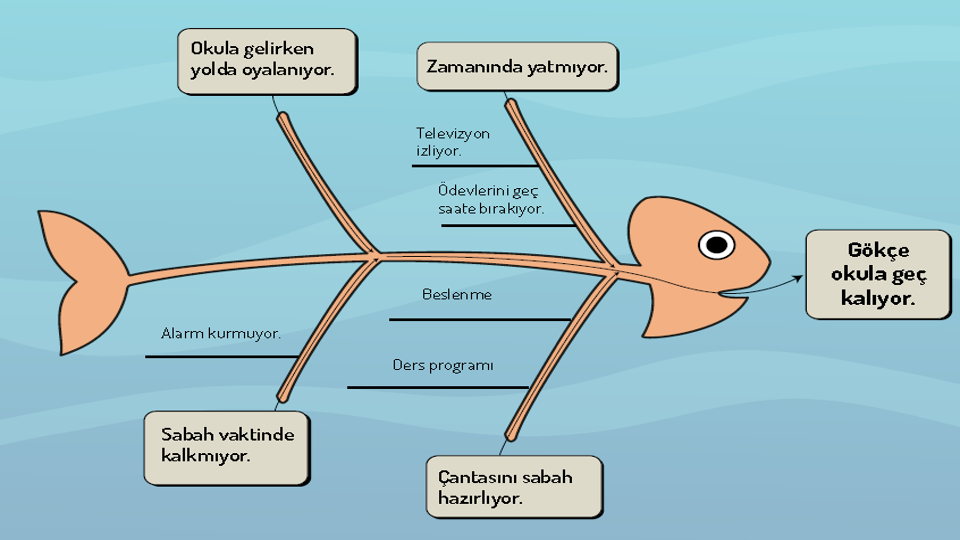 Okula gelirken
yolda oyalanıyor.
Zamanında yatmıyor.
Televizyon
izliyor.
Ödevlerini geç
saate bırakıyor.
Gökçe
okula geç
kalıyor.
Beslenme
Alarm kurmuyor.
Ders programı
Sabah vaktinde
kalkmıyor.
Çantasını sabah
hazırlıyor.